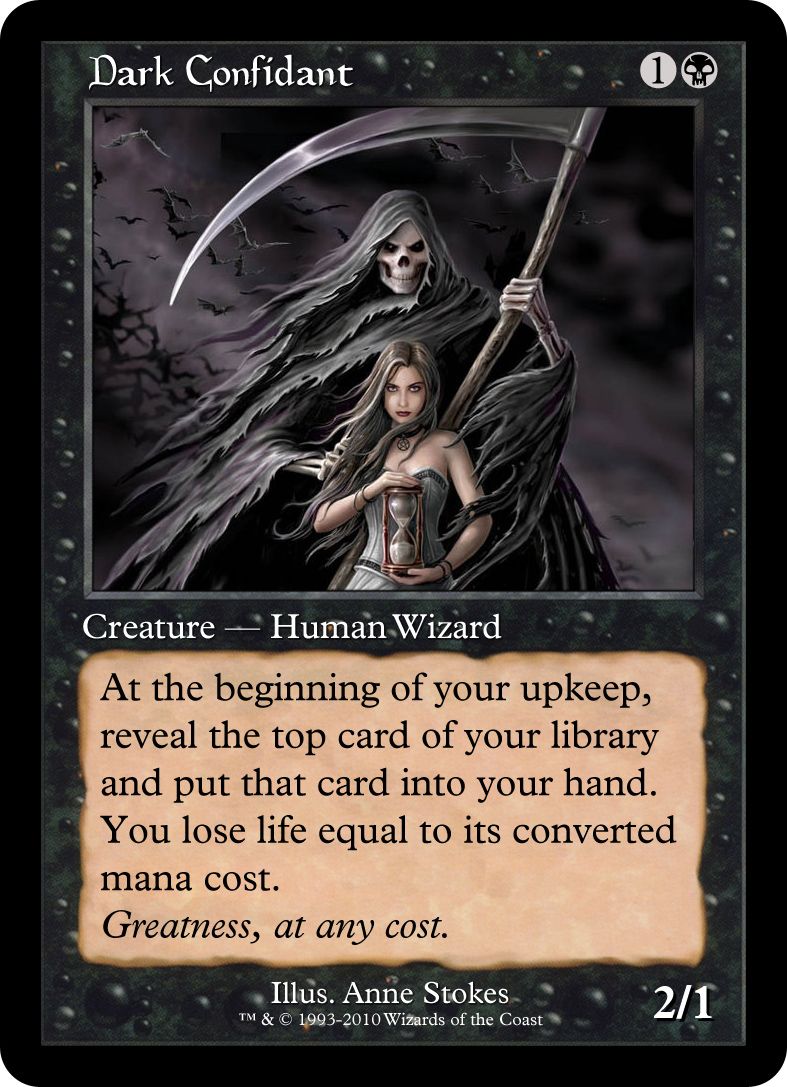 Dark Confidant 1
Creature — Human Wizard
At the beginning of your upkeep,
reveal the top card of your library
and put that card into your hand.
You lose life equal to its converted
mana cost.
Greatness, at any cost.
Illus. Anne Stokes
™ & © 1993-2010 Wizards of the Coast
2/1